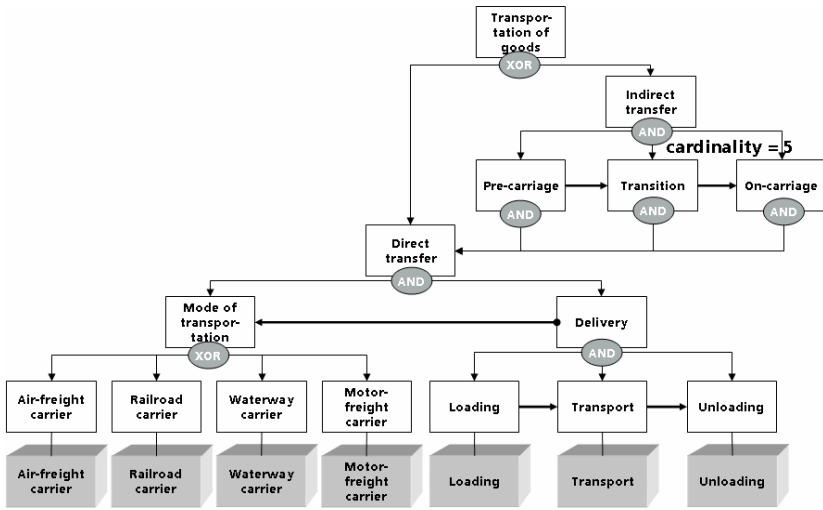 Transpor-
tation of
goods
XOR
Indirect
transfer
AND
cardinality = 5
Pre-carriage
Transition
On-carriage
AND
AND
AND
Direct
transfer
AND
Mode of
transpor-
tation
Delivery
XOR
AND
Air-freight
carrier
Railroad
carrier
Waterway
carrier
Motor-
freight
carrier
Loading
Transport
Unloading
Air-freight
carrier
Railroad
carrier
Waterway
carrier
Motor-
freight
carrier
Loading
Transport
Unloading